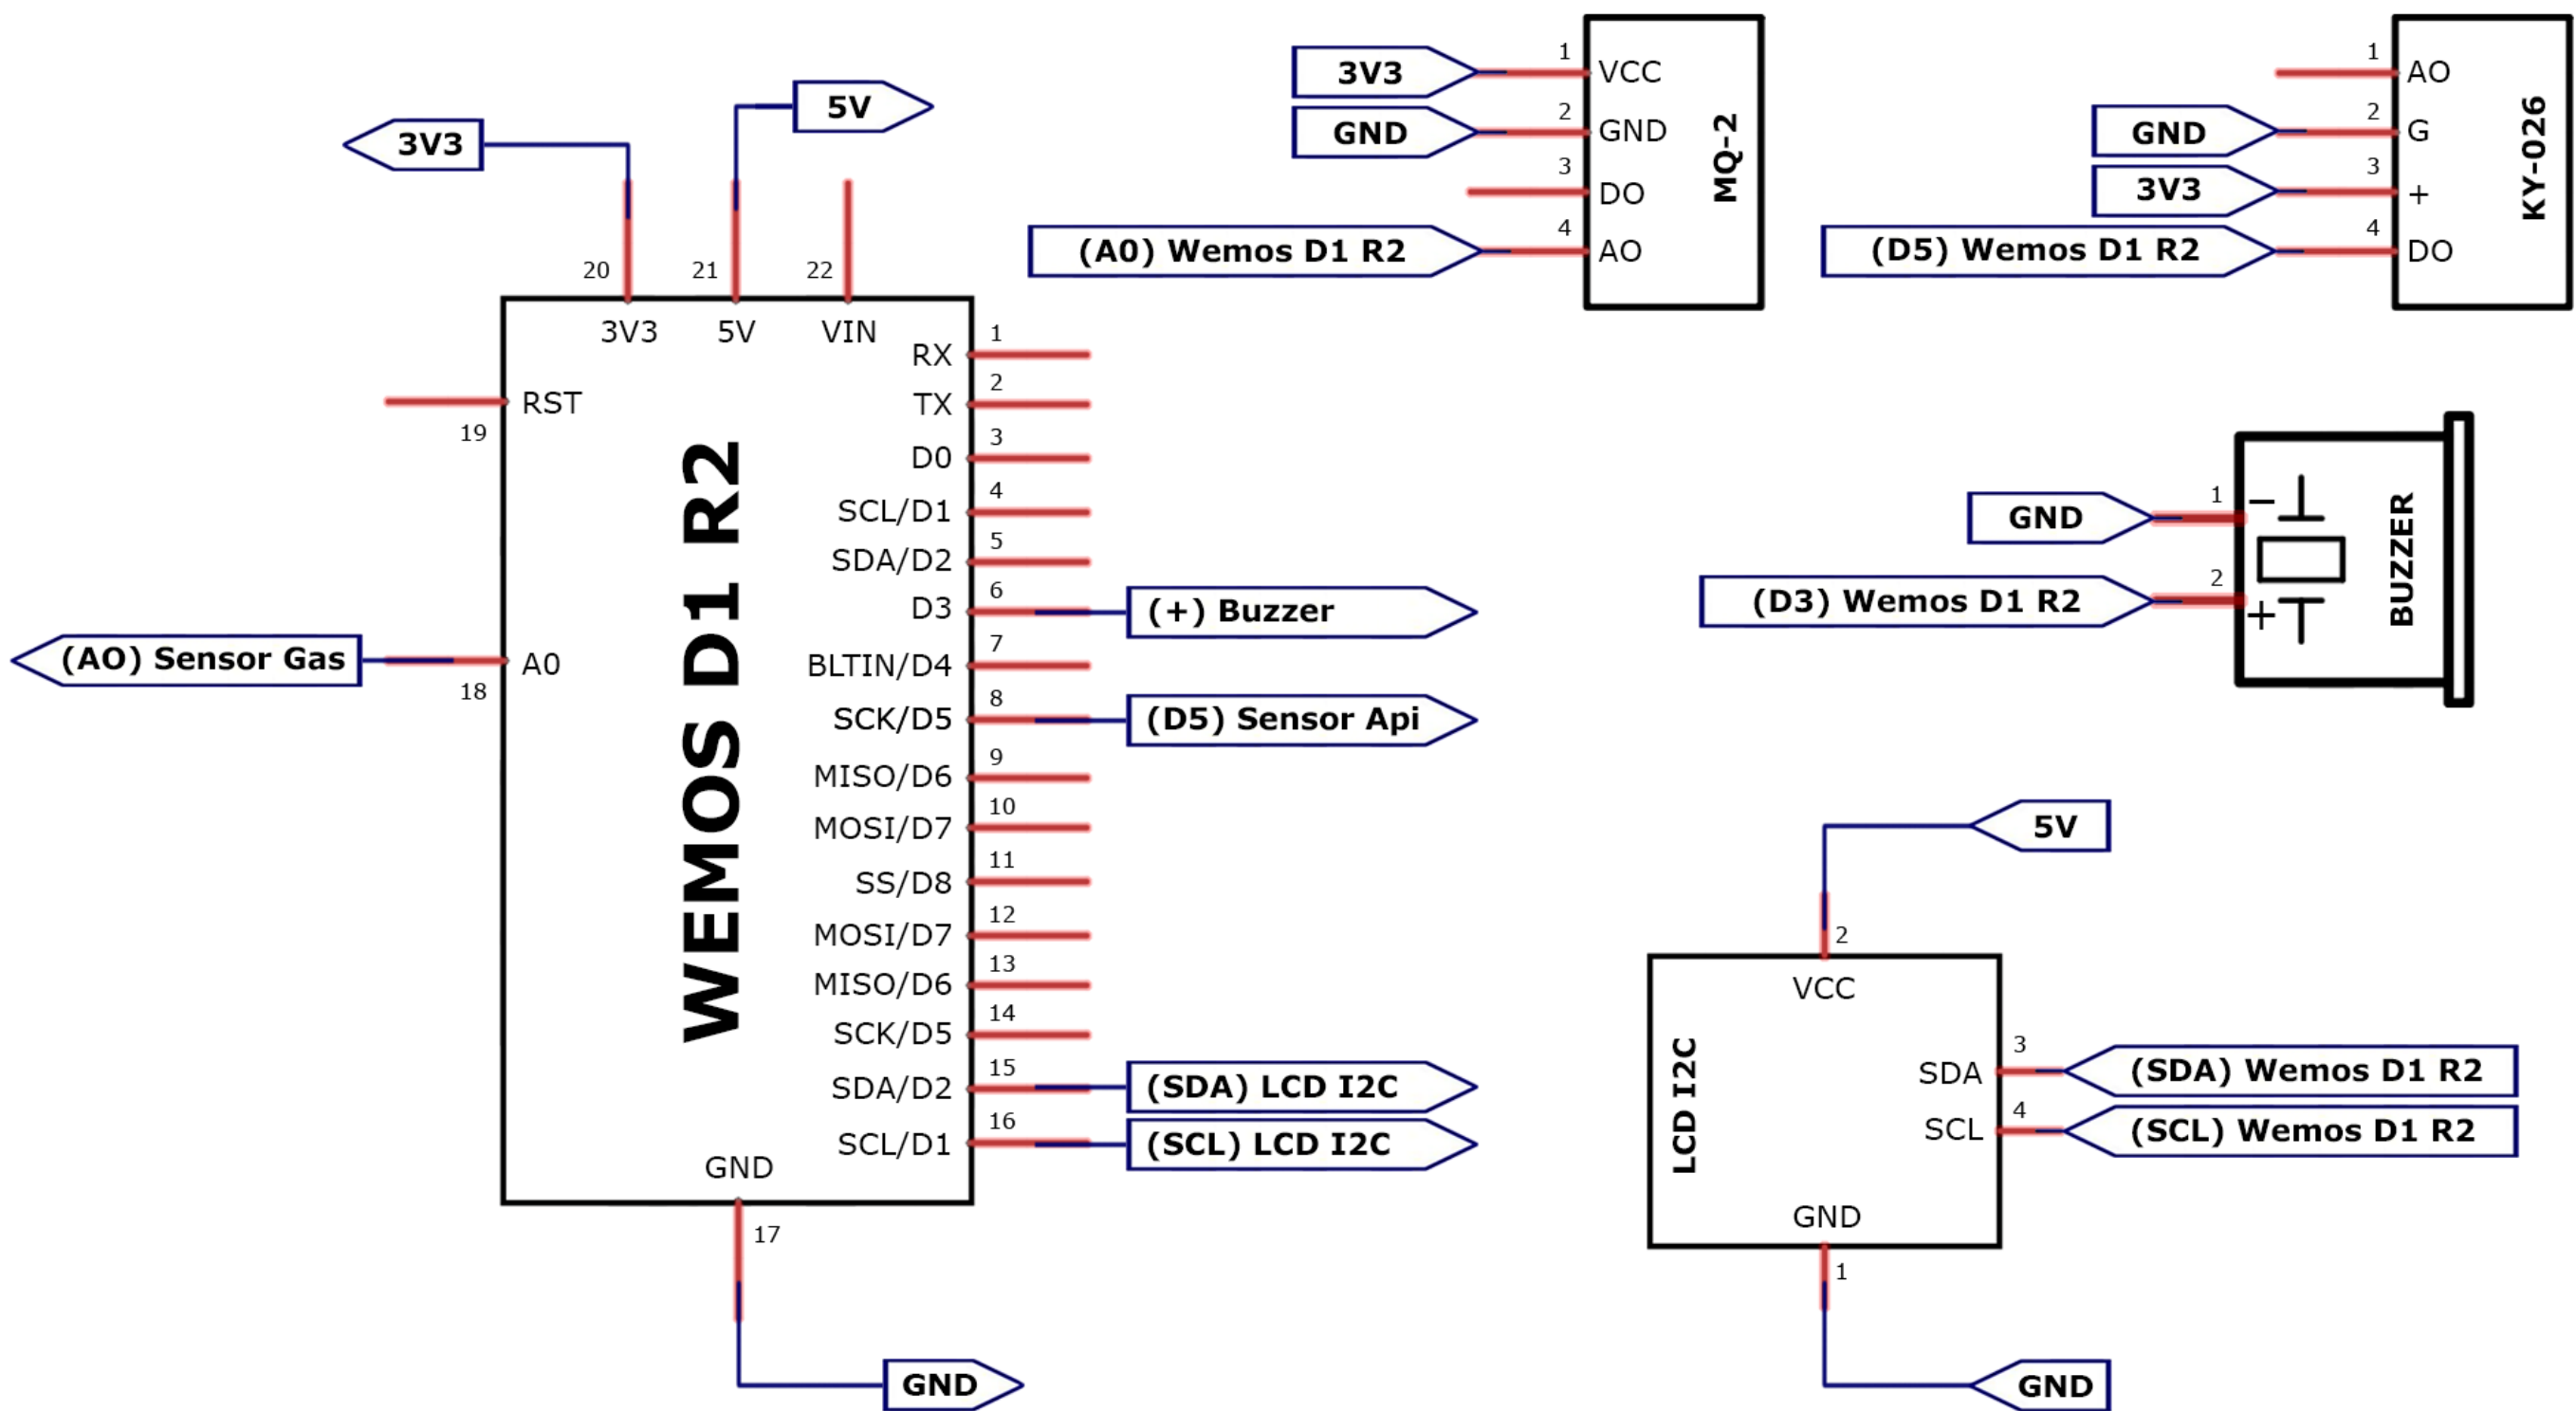 3V3
5V
20
21
22
3V3
5V
VIN
RST
19
(AO) Sensor Gas
A0
18
WEMOS D1 R2
RX
1
TX
2
D0
3
SCL/D1
4
SDA/D2
5
D3
6
(+) Buzzer
BLTIN/D4
7
SCK/D5
8
(D5) Sensor Api
MISO/D6
9
MOSI/D7
10
SS/D8
11
MOSI/D7
12
MISO/D6
13
SCK/D5
14
SDA/D2
15
(SDA) LCD I2C
SCL/D1
16
(SCL) LCD I2C
GND
17
GND
3V3
1
VCC
GND
2
GND
3
DO
(A0) Wemos D1 R2
4
AO
MQ-2
1
AO
GND
2
G
3V3
3
+
(D5) Wemos D1 R2
4
DO
KY-026
GND
1
−
(D3) Wemos D1 R2
2
+
BUZZER
5V
2
VCC
LCD I2C
SDA
3
(SDA) Wemos D1 R2
SCL
4
(SCL) Wemos D1 R2
GND
1
GND